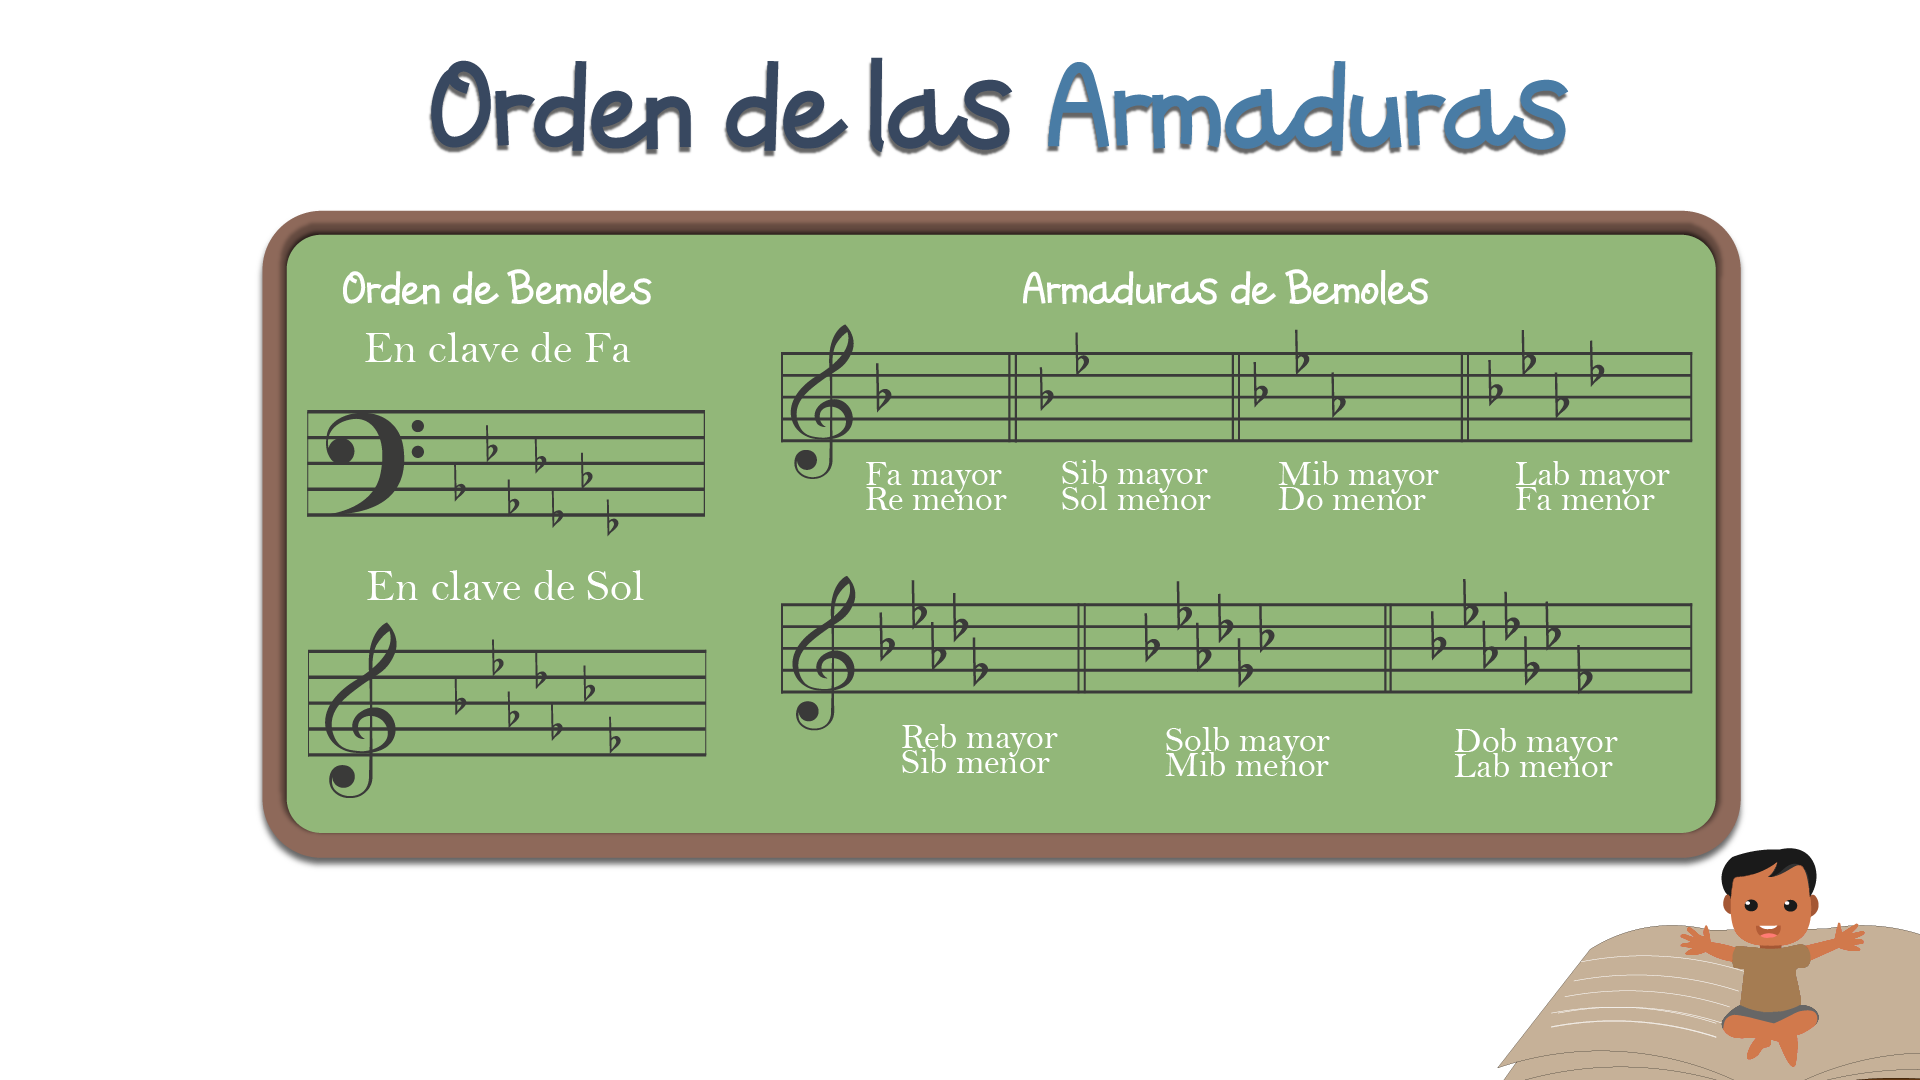 Orden de las Armaduras
Orden de Bemoles
En clave de Fa
En clave de Sol
Armaduras de Bemoles
Fa mayor
Re menor
Sib mayor
Sol menor
Mib mayor
Do menor
Lab mayor
Fa menor
Reb mayor
Sib menor
Solb mayor
Mib menor
Dob mayor
Lab menor